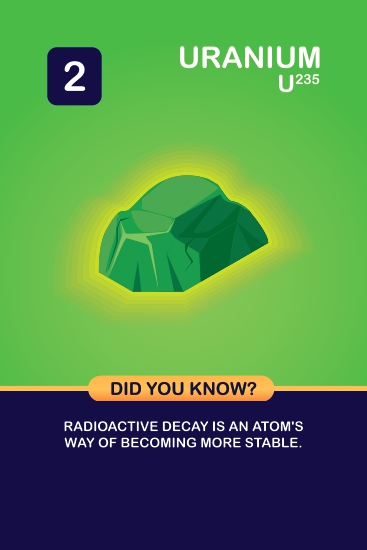 2
URANIUM
U²³⁵
DID YOU KNOW?
RADIOACTIVE DECAY IS AN ATOM'S
WAY OF BECOMING MORE STABLE.